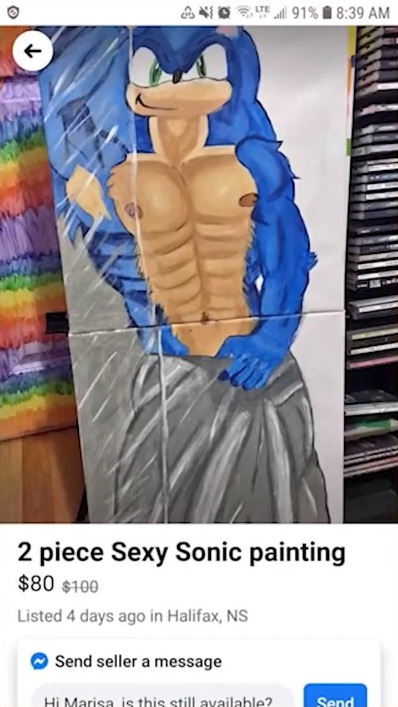 LTE 91% 8:39 AM
2 piece Sexy Sonic painting
$80 $100
Listed 4 days ago in Halifax, NS
Send seller a message
Hi Marisa, is this still available? Send